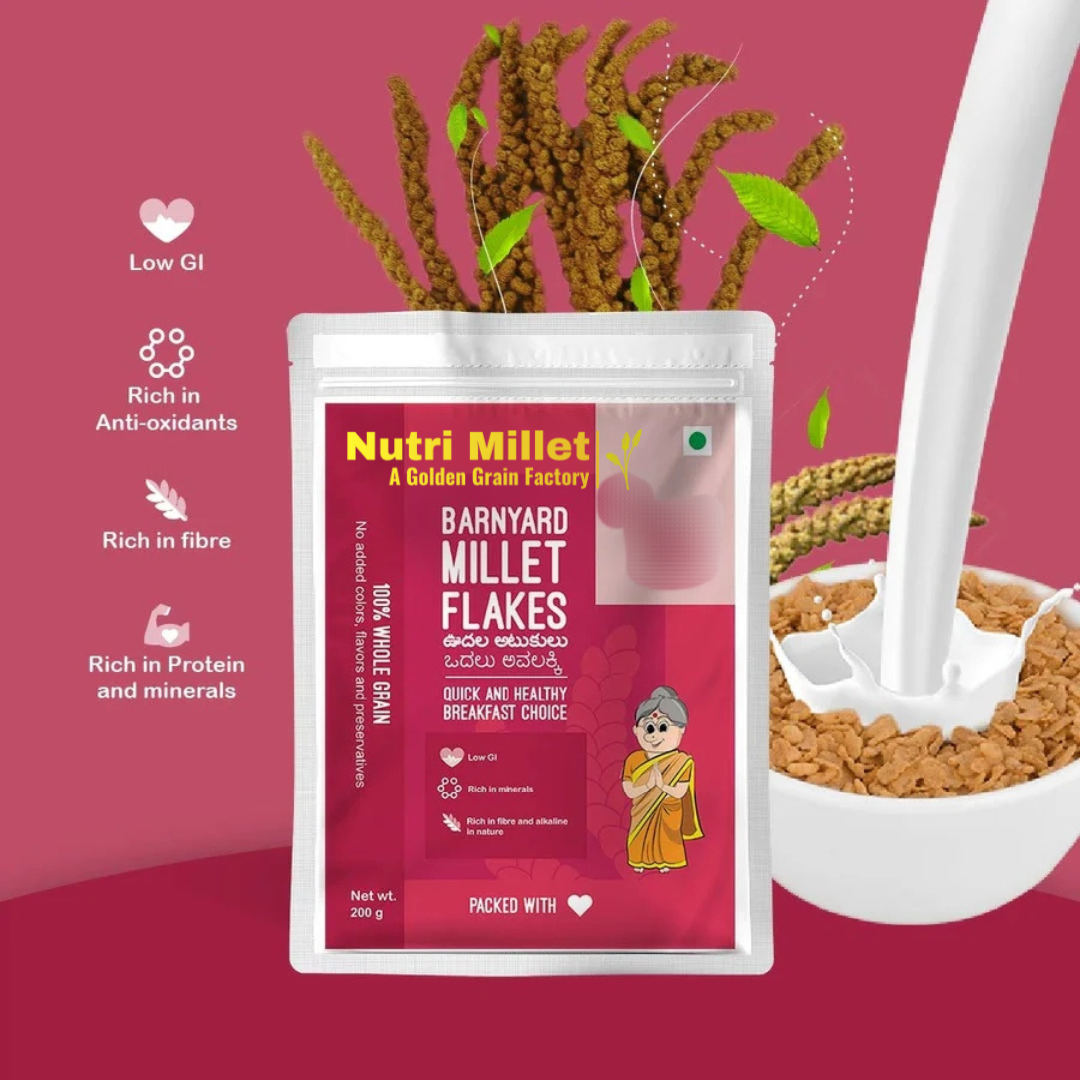 Low GI
Rich in
Anti-oxidants
Rich in fibre
Rich in Protein
and minerals
Nutri Millet
A Golden Grain Factory
BARNYARD
MILLET
FLAKES
ఊదల అటుకులు
ಒದಲು ಅವಲಕ್ಕಿ
QUICK AND HEALTHY
BREAKFAST CHOICE
100% WHOLE GRAIN
No added colors, flavors and preservatives
Low GI
Rich in minerals
Rich in fibre and alkaline
in nature
Net wt.
200 g
PACKED WITH